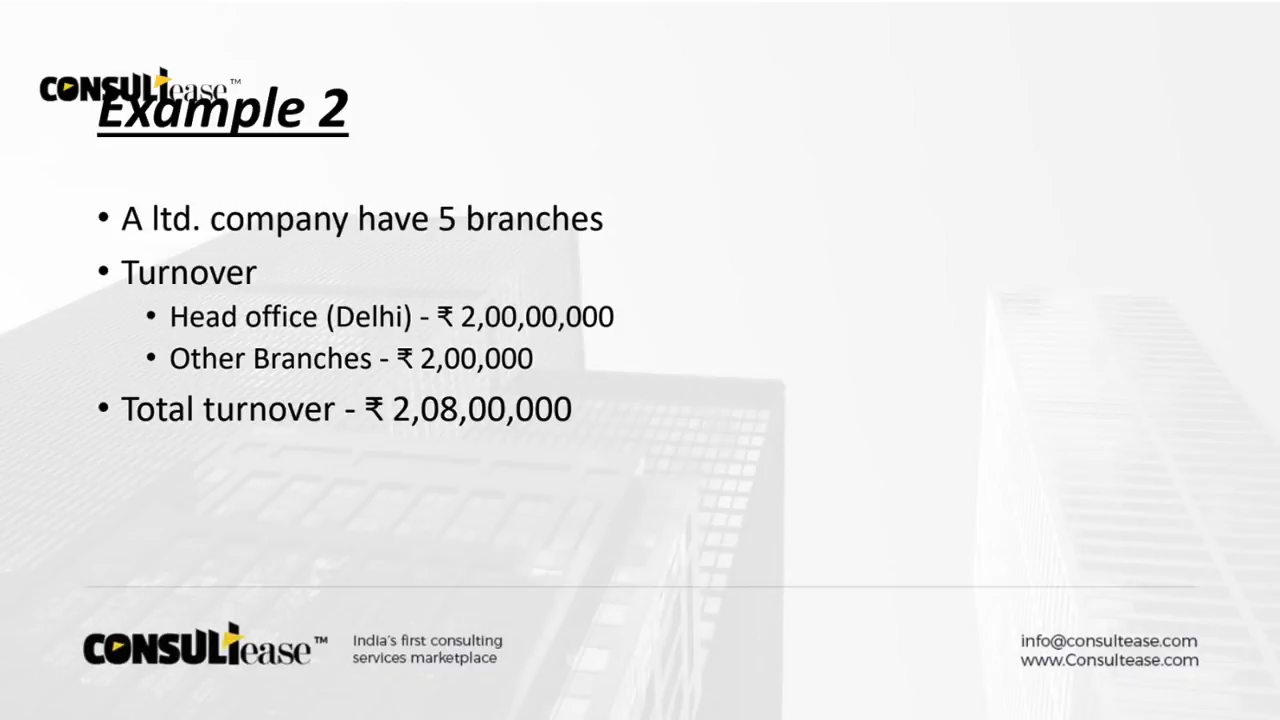 CONSULTease™
Example 2
• A ltd. company have 5 branches
• Turnover
• Head office (Delhi) - ₹ 2,00,00,000
• Other Branches - ₹ 2,00,000
• Total turnover - ₹ 2,08,00,000
CONSULTease™
India's first consulting
services marketplace
info@consultease.com
www.Consultease.com